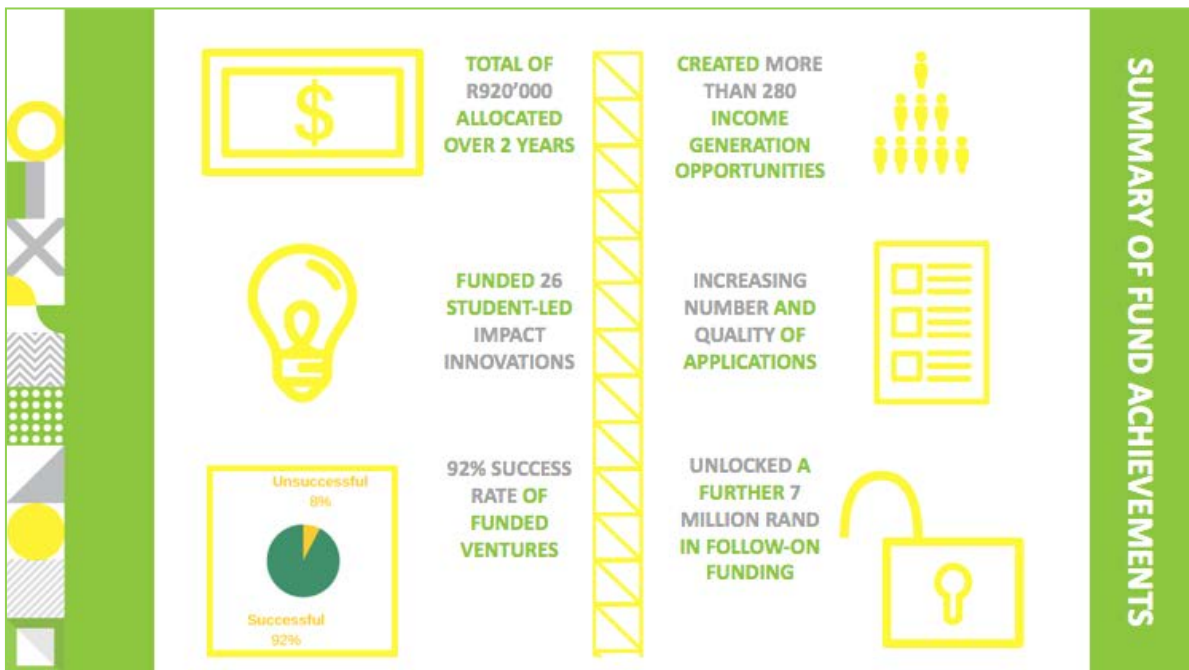 SUMMARY OF FUND ACHIEVEMENTS
$
TOTAL OF
R920’000
ALLOCATED
OVER 2 YEARS
CREATED MORE
THAN 280
INCOME
GENERATION
OPPORTUNITIES
FUNDED 26
STUDENT-LED
IMPACT
INNOVATIONS
INCREASING
NUMBER AND
QUALITY OF
APPLICATIONS
Unsuccessful
8%
Successful
92%
92% SUCCESS
RATE OF
FUNDED
VENTURES
UNLOCKED A
FURTHER 7
MILLION RAND
IN FOLLOW-ON
FUNDING